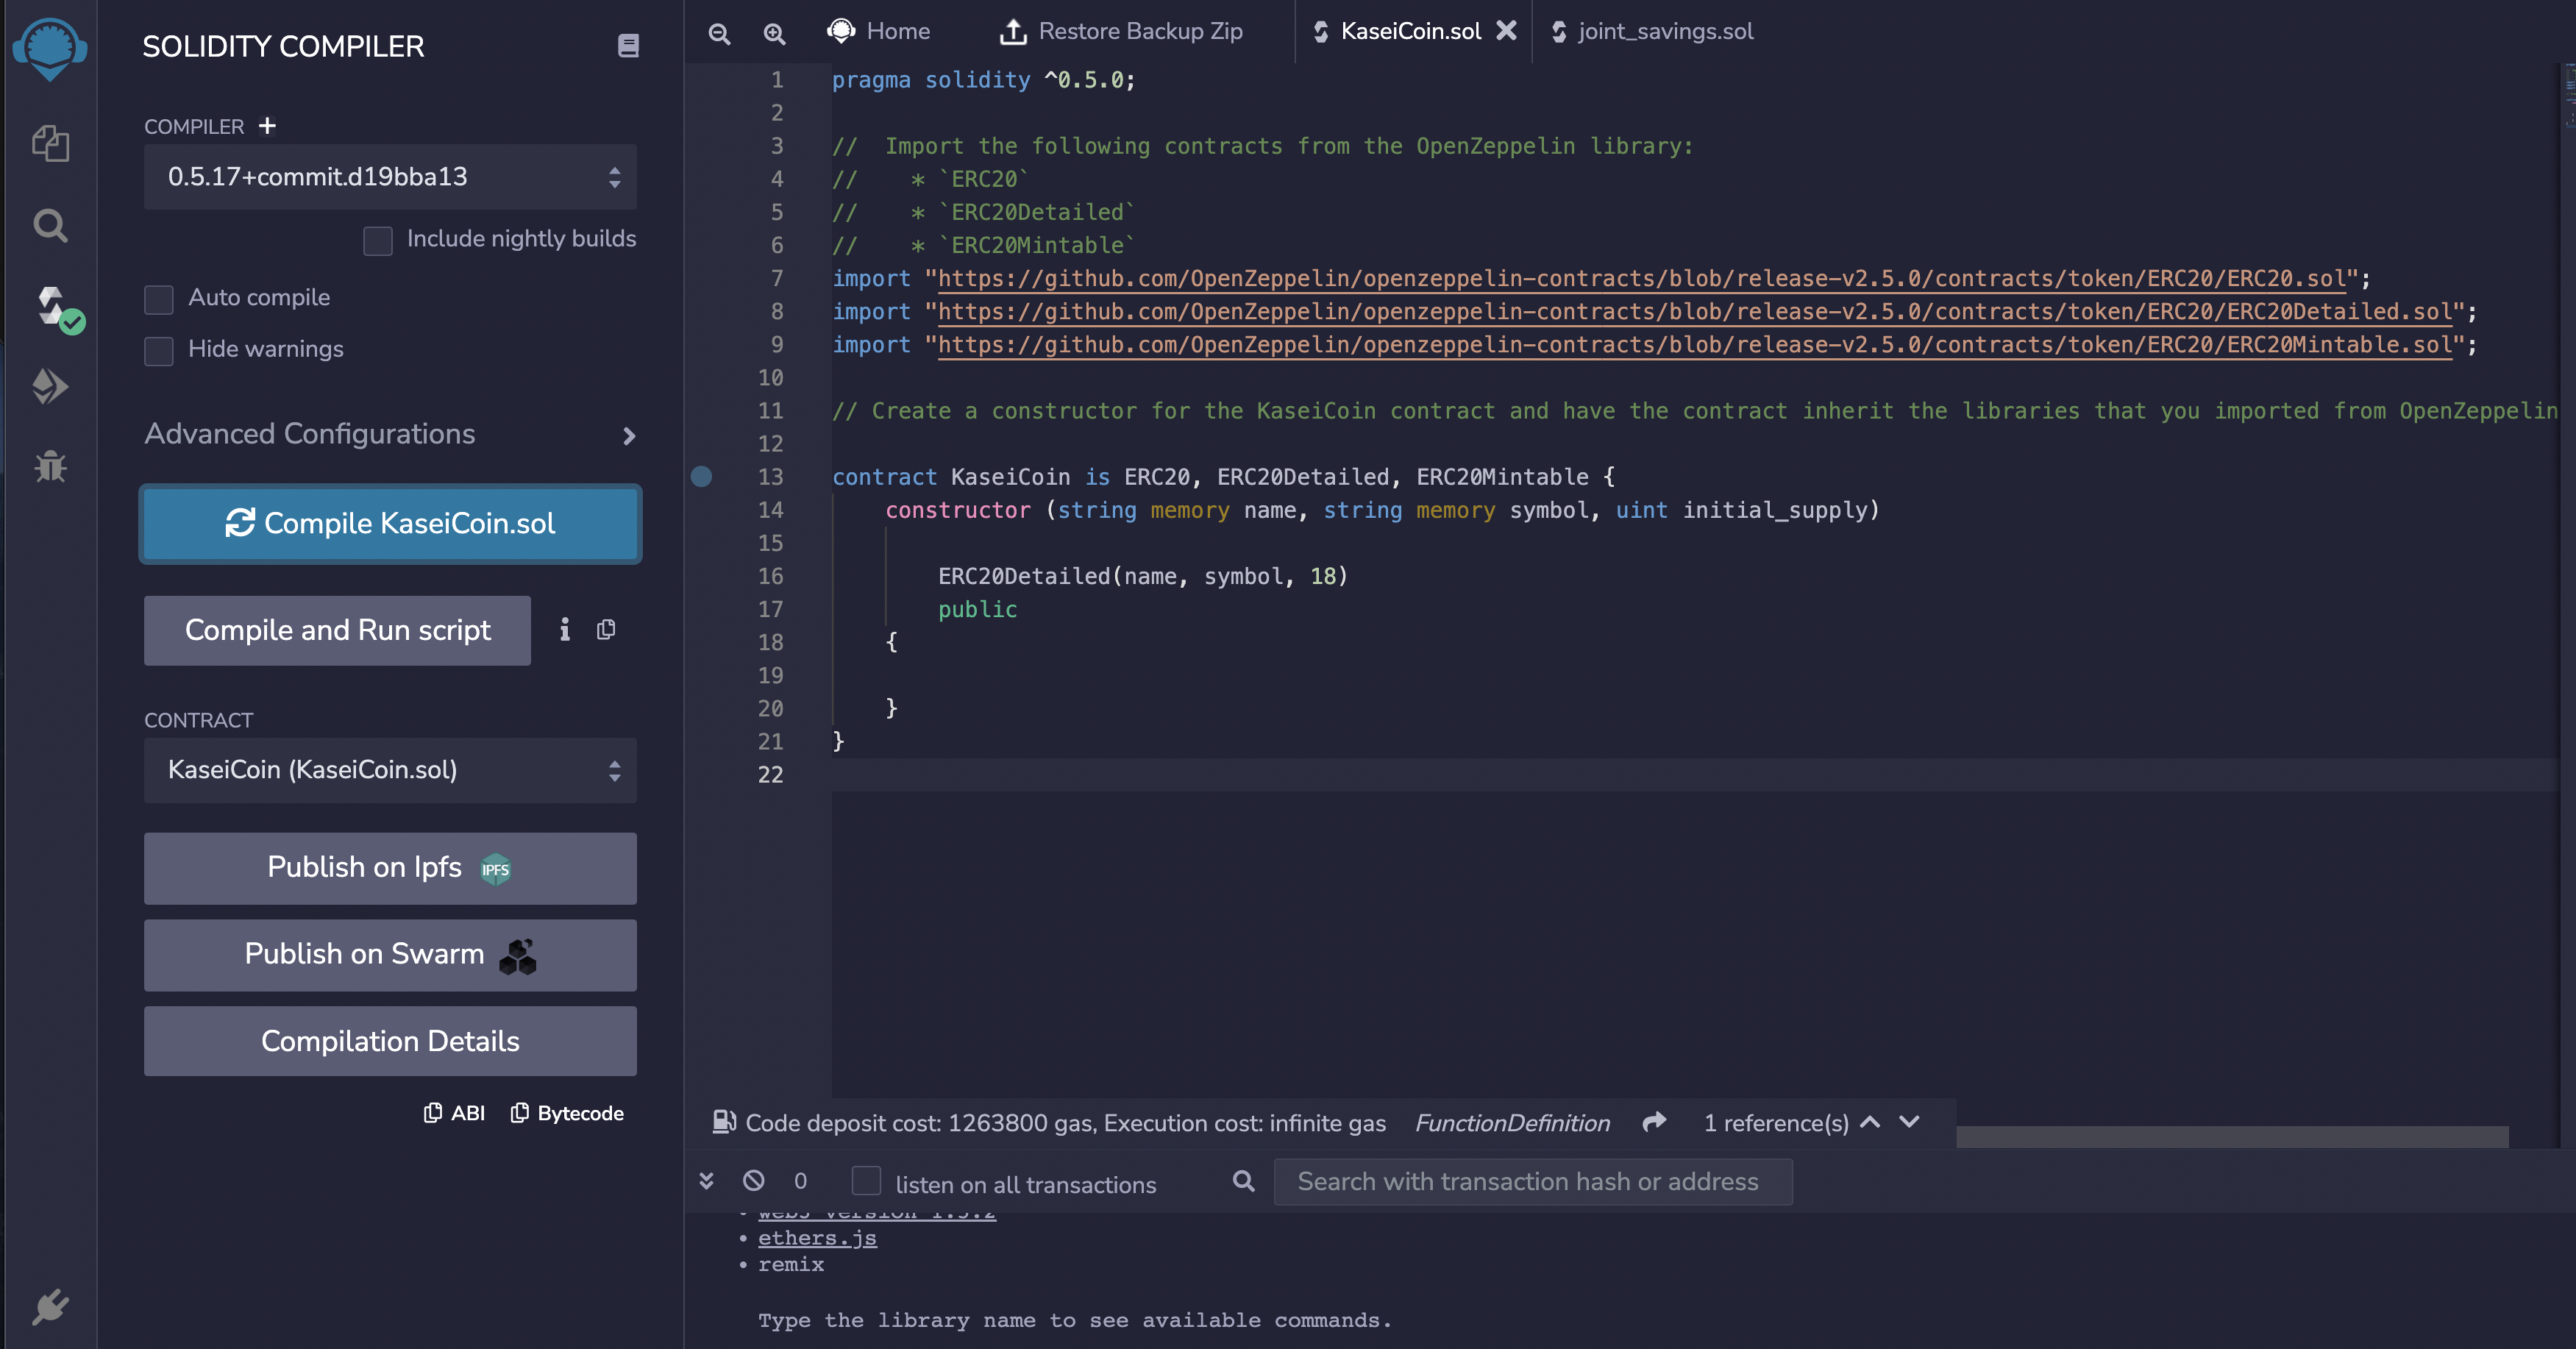 SOLIDITY COMPILER
COMPILER +
0.5.17+commit.d19bba13
Include nightly builds
Auto compile
Hide warnings
Advanced Configurations
Compile KaseiCoin.sol
Compile and Run script
CONTRACT
KaseiCoin (KaseiCoin.sol)
Publish on Ipfs IPFS
Publish on Swarm
Compilation Details
ABI Bytecode
Home Restore Backup Zip KaseiCoin.sol joint_savings.sol
1 pragma solidity ^0.5.0;
2
3 //  Import the following contracts from the OpenZeppelin library:
4 //    * `ERC20`
5 //    * `ERC20Detailed`
6 //    * `ERC20Mintable`
7 import "https://github.com/OpenZeppelin/openzeppelin-contracts/blob/release-v2.5.0/contracts/token/ERC20/ERC20.sol";
8 import "https://github.com/OpenZeppelin/openzeppelin-contracts/blob/release-v2.5.0/contracts/token/ERC20/ERC20Detailed.sol";
9 import "https://github.com/OpenZeppelin/openzeppelin-contracts/blob/release-v2.5.0/contracts/token/ERC20/ERC20Mintable.sol";
10
11 // Create a constructor for the KaseiCoin contract and have the contract inherit the libraries that you imported from OpenZeppelin
12
13 contract KaseiCoin is ERC20, ERC20Detailed, ERC20Mintable {
14     constructor (string memory name, string memory symbol, uint initial_supply)
15
16         ERC20Detailed(name, symbol, 18)
17         public
18     {
19
20     }
21 }
22
Code deposit cost: 1263800 gas, Execution cost: infinite gas FunctionDefinition 1 reference(s)
0 listen on all transactions Search with transaction hash or address
• web3 version 1.5.2
• ethers.js
• remix
Type the library name to see available commands.